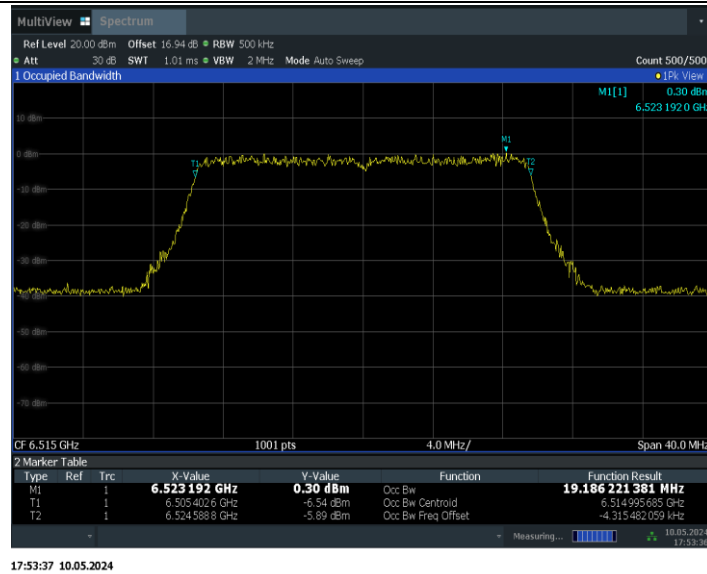 MultiView Spectrum
Ref Level 20.00 dBm Offset 16.94 dB RBW 500 kHz
Att 30 dB SWT 1.01 ms VBW 2 MHz Mode Auto Sweep Count 500/500
1 Occupied Bandwidth 1Pk View
M1[1] 0.30 dBm
6.523 192 0 GHz
10 dBm
M1
0 dBm
T1 T2
-10 dBm
-20 dBm
-30 dBm
-40 dBm
-50 dBm
-60 dBm
-70 dBm
CF 6.515 GHz 1001 pts 4.0 MHz/ Span 40.0 MHz
2 Marker Table
Type Ref Trc X-Value Y-Value Function Function Result
M1 1 6.523 192 GHz 0.30 dBm Occ Bw 19.186 221 381 MHz
T1 1 6.505 402 6 GHz -6.54 dBm Occ Bw Centroid 6.514 995 685 GHz
T2 1 6.524 588 8 GHz -5.89 dBm Occ Bw Freq Offset -4.315 482 059 kHz
Measuring... 10.05.2024
17:53:36
17:53:37 10.05.2024